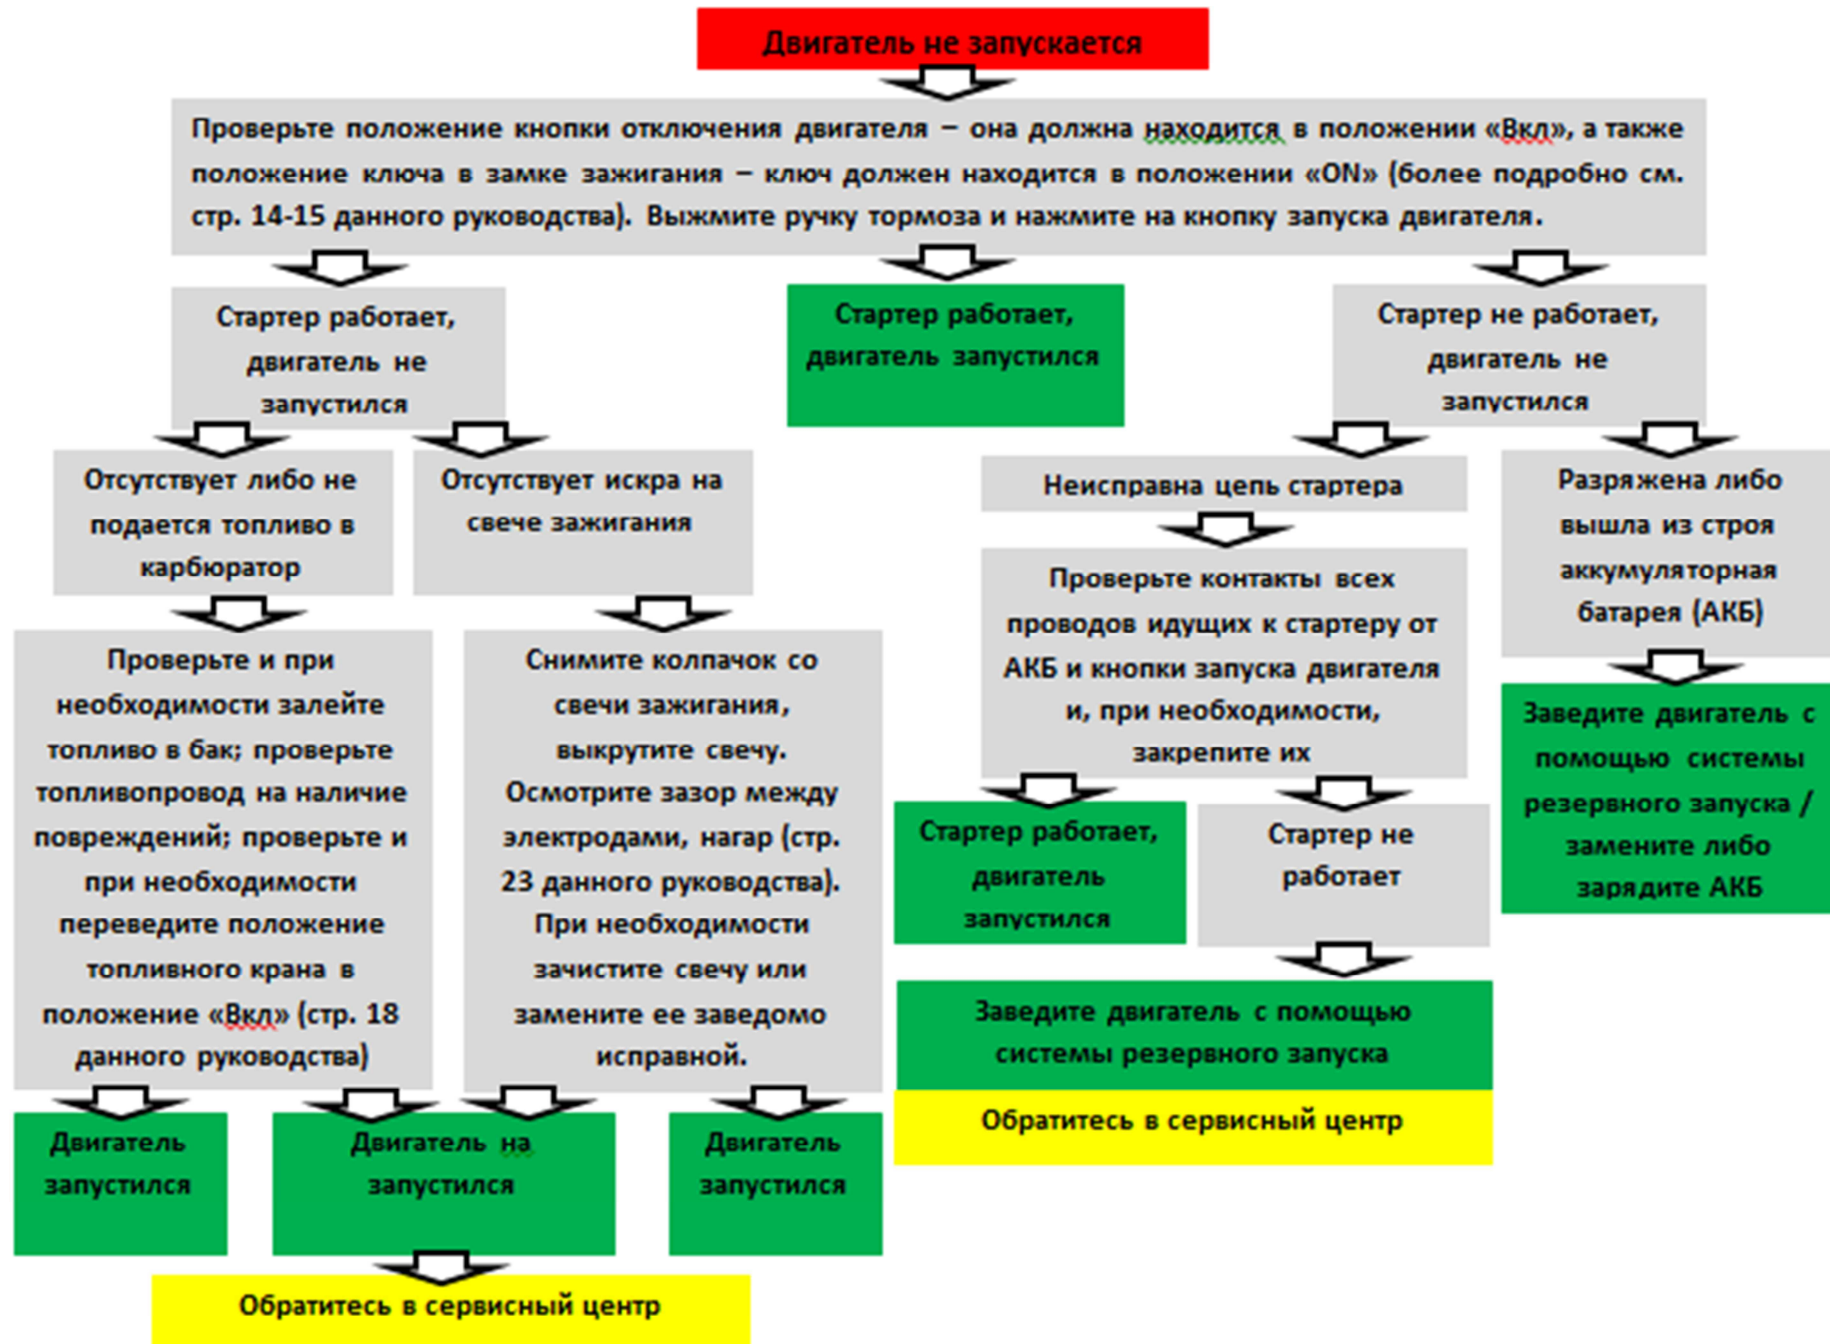 Двигатель не запускается
Проверьте положение кнопки отключения двигателя – она должна находится в положении «Вкл», а также
положение ключа в замке зажигания – ключ должен находится в положении «ON» (более подробно см.
стр. 14-15 данного руководства). Выжмите ручку тормоза и нажмите на кнопку запуска двигателя.
Стартер работает,
двигатель не
запустился
Стартер работает,
двигатель запустился
Стартер не работает,
двигатель не
запустился
Отсутствует либо не
подается топливо в
карбюратор
Отсутствует искра на
свече зажигания
Неисправна цепь стартера
Разряжена либо
вышла из строя
аккумуляторная
батарея (АКБ)
Проверьте и при
необходимости залейте
топливо в бак; проверьте
топливопровод на наличие
повреждений; проверьте и
при необходимости
переведите положение
топливного крана в
положение «Вкл» (стр. 18
данного руководства)
Снимите колпачок со
свечи зажигания,
выкрутите свечу.
Осмотрите зазор между
электродами, нагар (стр.
23 данного руководства).
При необходимости
зачистите свечу или
замените ее заведомо
исправной.
Проверьте контакты всех
проводов идущих к стартеру от
АКБ и кнопки запуска двигателя
и, при необходимости,
закрепите их
Заведите двигатель с
помощью системы
резервного запуска /
замените либо
зарядите АКБ
Стартер работает,
двигатель
запустился
Стартер не
работает
Заведите двигатель с помощью
системы резервного запуска
Обратитесь в сервисный центр
Двигатель
запустился
Двигатель на
запустился
Двигатель
запустился
Обратитесь в сервисный центр